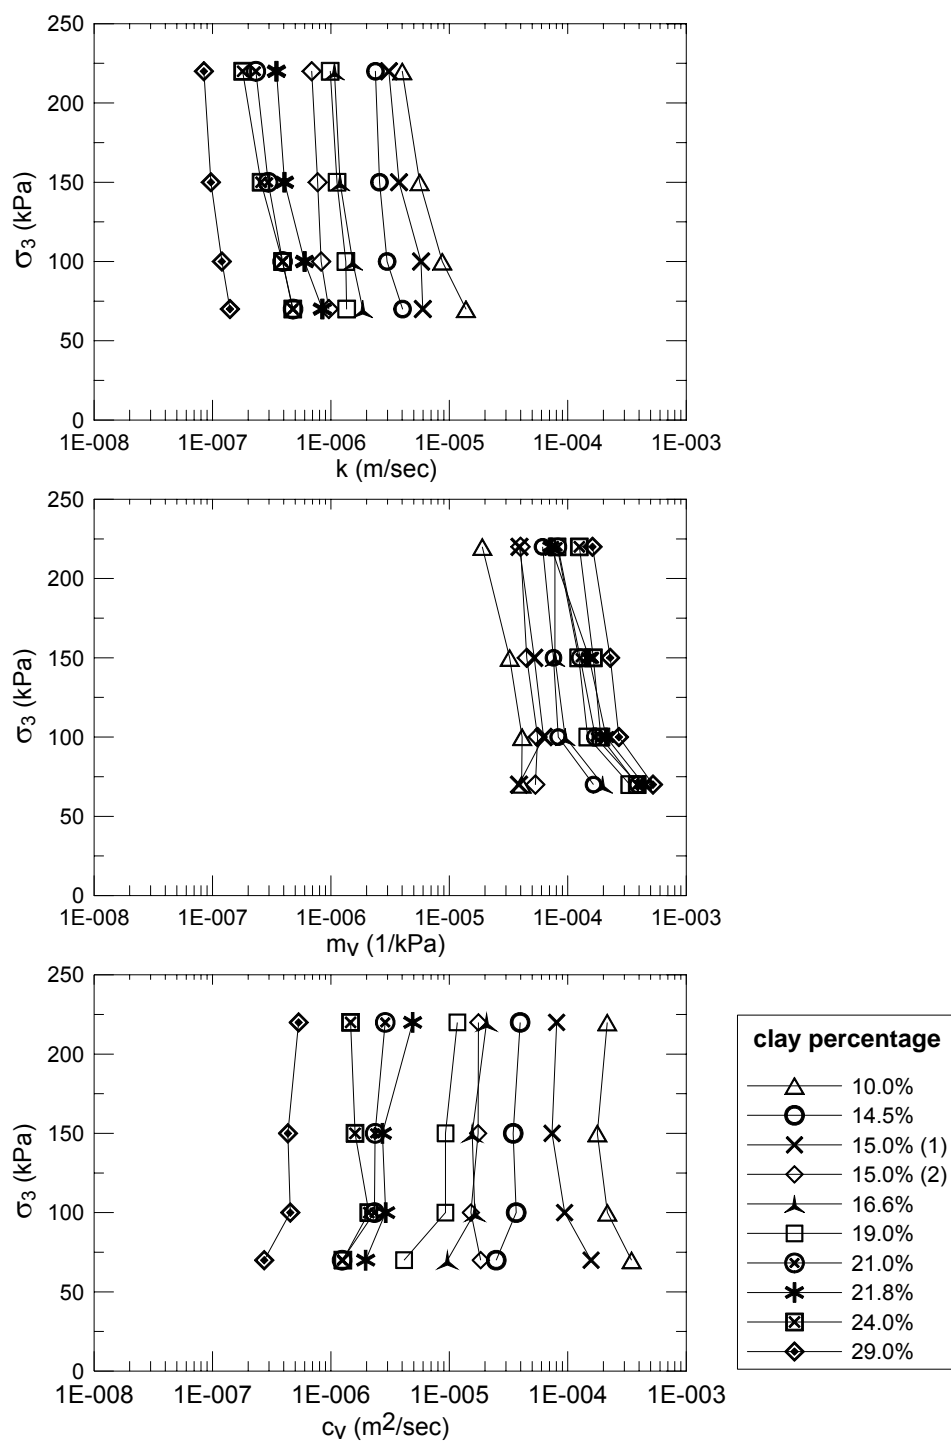 250
200
150
100
50
0
σ3 (kPa)
1E-008 1E-007 1E-006 1E-005 1E-004 1E-003
k (m/sec)
250
200
150
100
50
0
σ3 (kPa)
1E-008 1E-007 1E-006 1E-005 1E-004 1E-003
mv (1/kPa)
250
200
150
100
50
0
σ3 (kPa)
1E-008 1E-007 1E-006 1E-005 1E-004 1E-003
cv (m2/sec)
clay percentage
10.0%
14.5%
15.0% (1)
15.0% (2)
16.6%
19.0%
21.0%
21.8%
24.0%
29.0%